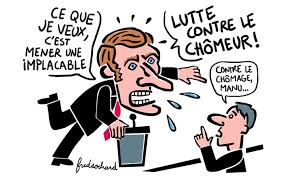 CE QUE
JE VEUX,
C'EST
MENER UNE
IMPLACABLE
LUTTE
CONTRE LE
CHÔMEUR!
CONTRE LE
CHÔMAGE,
MANU...
fredsochard